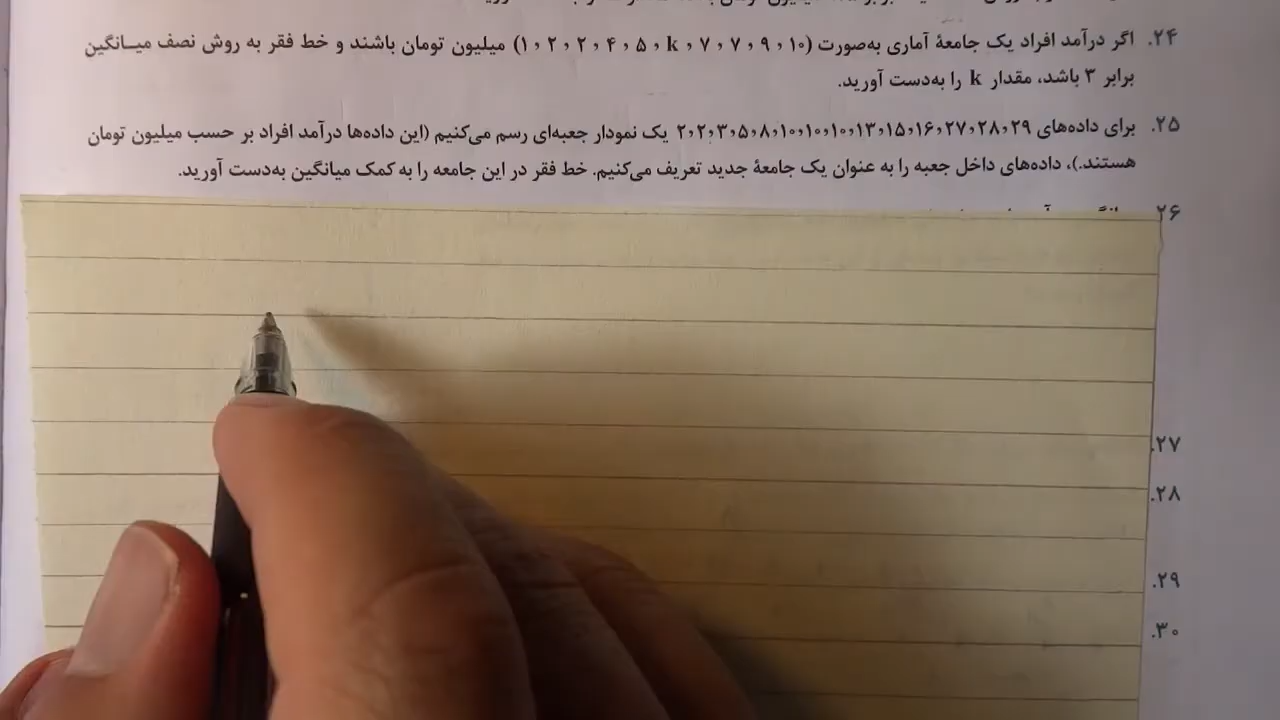 ۲۴. اگر درآمد افراد یک جامعهٔ آماری به‌صورت (۱ ، ۲ ، ۲ ، ۴ ، ۵ ، k ، ۷ ، ۷ ، ۹ ، ۱۰) میلیون تومان باشند و خط فقر به روش نصف میـانگین
برابر ۳ باشد، مقدار k را به‌دست آورید.
۲۵. برای داده‌های ۲،۲،۳،۵،۸،۱۰،۱۰،۱۰،۱۳،۱۵،۱۶،۲۷،۲۸،۲۹ یک نمودار جعبه‌ای رسم می‌کنیم (این داده‌ها درآمد افراد بر حسب میلیون تومان
هستند.)، داده‌های داخل جعبه را به عنوان یک جامعهٔ جدید تعریف می‌کنیم. خط فقر در این جامعه را به کمک میانگین به‌دست آورید.
۲۶
۲۷.
۲۸.
۲۹.
۳۰.